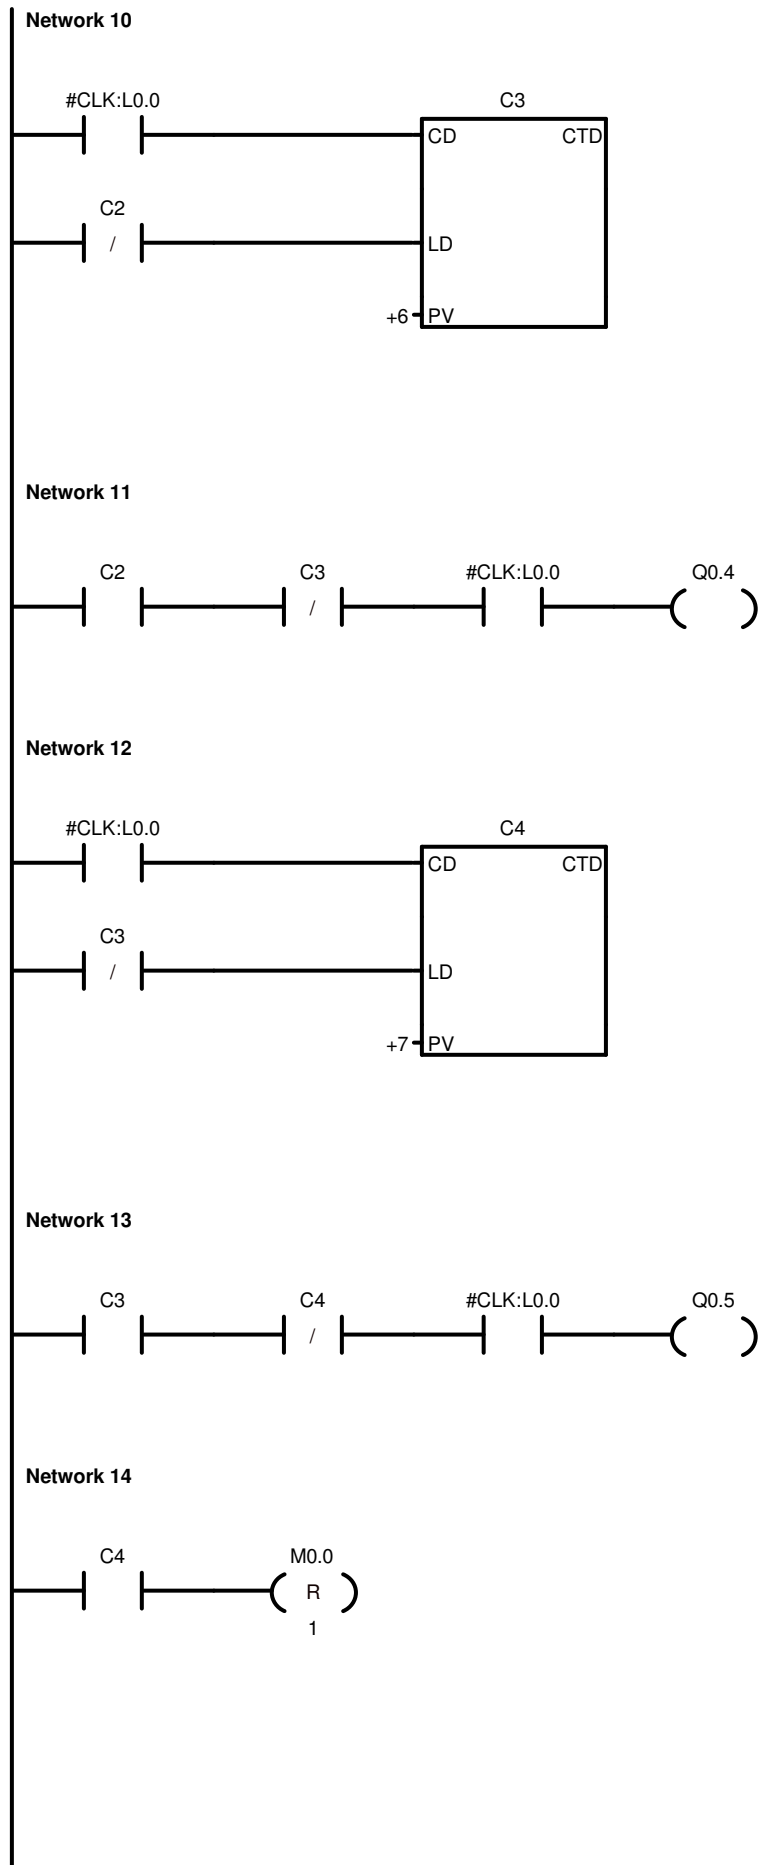 Network 10
#CLK:L0.0 C3
CD CTD
C2
/ LD
+6 PV
Network 11
C2 C3 #CLK:L0.0 Q0.4
/
Network 12
#CLK:L0.0 C4
CD CTD
C3
/ LD
+7 PV
Network 13
C3 C4 #CLK:L0.0 Q0.5
/
Network 14
C4 M0.0
R
1